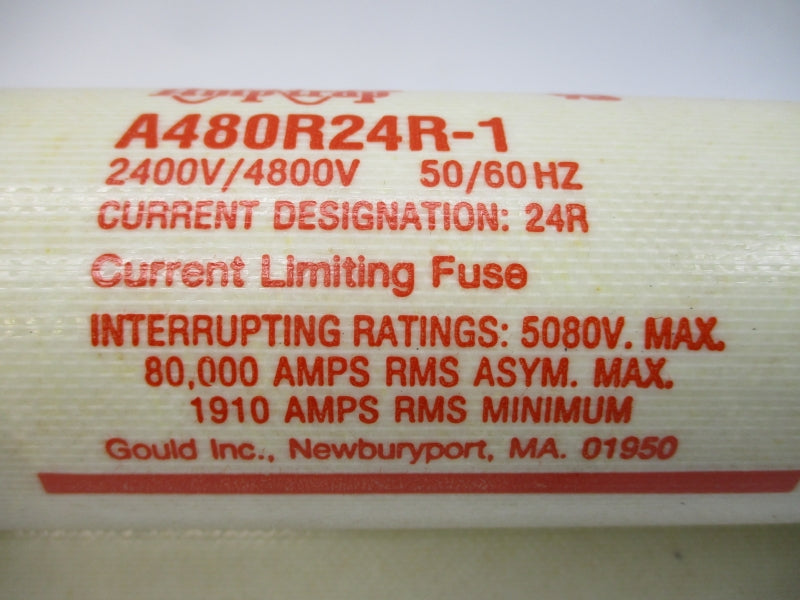 A480R24R-1
2400V/4800V 50/60 HZ
CURRENT DESIGNATION: 24R
Current Limiting Fuse
INTERRUPTING RATINGS: 5080V. MAX.
80,000 AMPS RMS ASYM. MAX.
1910 AMPS RMS MINIMUM
Gould Inc., Newburyport, MA. 01950